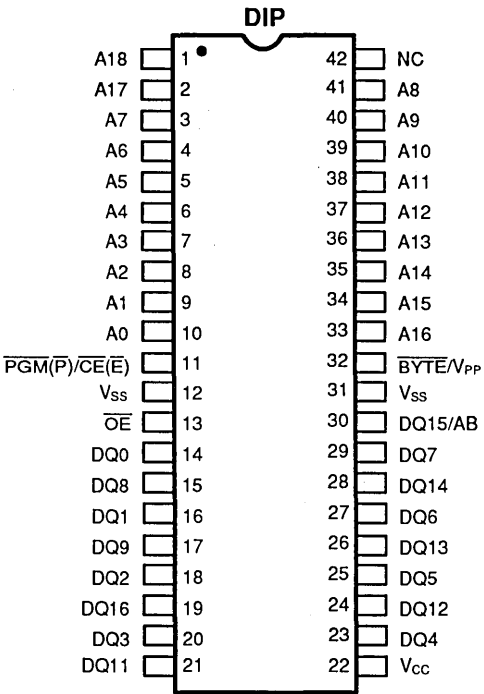 DIP
A18 1 42 NC
A17 2 41 A8
A7 3 40 A9
A6 4 39 A10
A5 5 38 A11
A4 6 37 A12
A3 7 36 A13
A2 8 35 A14
A1 9 34 A15
A0 10 33 A16
PGM(P)/CE(E) 11 32 BYTE/VPP
VSS 12 31 VSS
OE 13 30 DQ15/AB
DQ0 14 29 DQ7
DQ8 15 28 DQ14
DQ1 16 27 DQ6
DQ9 17 26 DQ13
DQ2 18 25 DQ5
DQ16 19 24 DQ12
DQ3 20 23 DQ4
DQ11 21 22 VCC